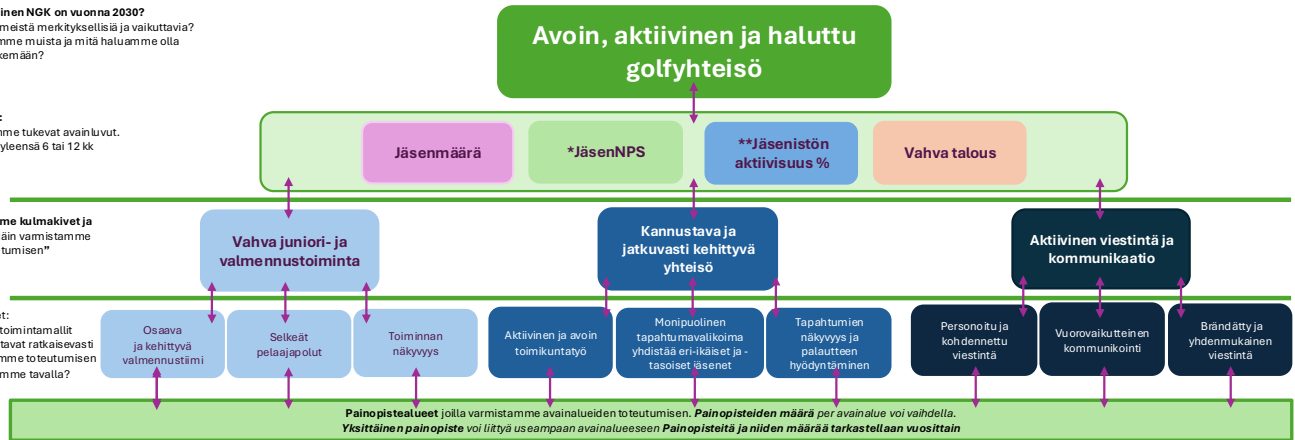 inen NGK on vuonna 2030?
meistä merkityksellisiä ja vaikuttavia?
mme muista ja mitä haluamme olla
kemään?
Avoin, aktiivinen ja haluttu
golfyhteisö
:
mme tukevat avainluvut.
yleensä 6 tai 12 kk
Jäsenmäärä
*JäsenNPS
**Jäsenistön
aktiivisuus %
Vahva talous
me kulmakivet ja
äin varmistamme
tumisen”
Vahva juniori- ja
valmennustoiminta
Kannustava ja
jatkuvasti kehittyvä
yhteisö
Aktiivinen viestintä ja
kommunikaatio
et:
toimintamallit
tavat ratkaisevasti
mme toteutumisen
amme tavalla?
Osaava
ja kehittyvä
valmennustiimi
Selkeät
pelaajapolut
Toiminnan
näkyvyys
Aktiivinen ja avoin
toimikuntatyö
Monipuolinen
tapahtumavalikoima
yhdistää eri-ikäiset ja -
tasoiset jäsenet
Tapahtumien
näkyvyys ja
palautteen
hyödyntäminen
Personoitu ja
kohdennettu
viestintä
Vuorovaikutteinen
kommunikointi
Brändätty ja
yhdenmukainen
viestintä
Painopistealueet joilla varmistamme avainalueiden toteutumisen. Painopisteiden määrä per avainalue voi vaihdella.
Yksittäinen painopiste voi liittyä useampaan avainalueeseen Painopisteitä ja niiden määrää tarkastellaan vuosittain